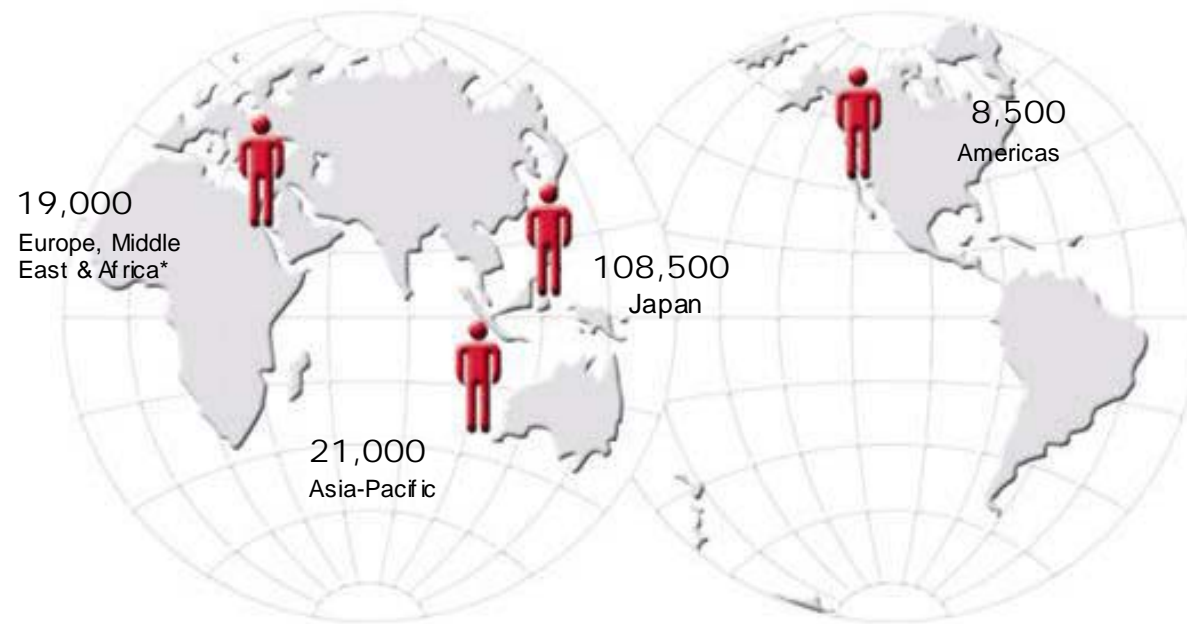 8,500
Americas
19,000
Europe, Middle
East & Africa*
108,500
Japan
21,000
Asia-Pacific